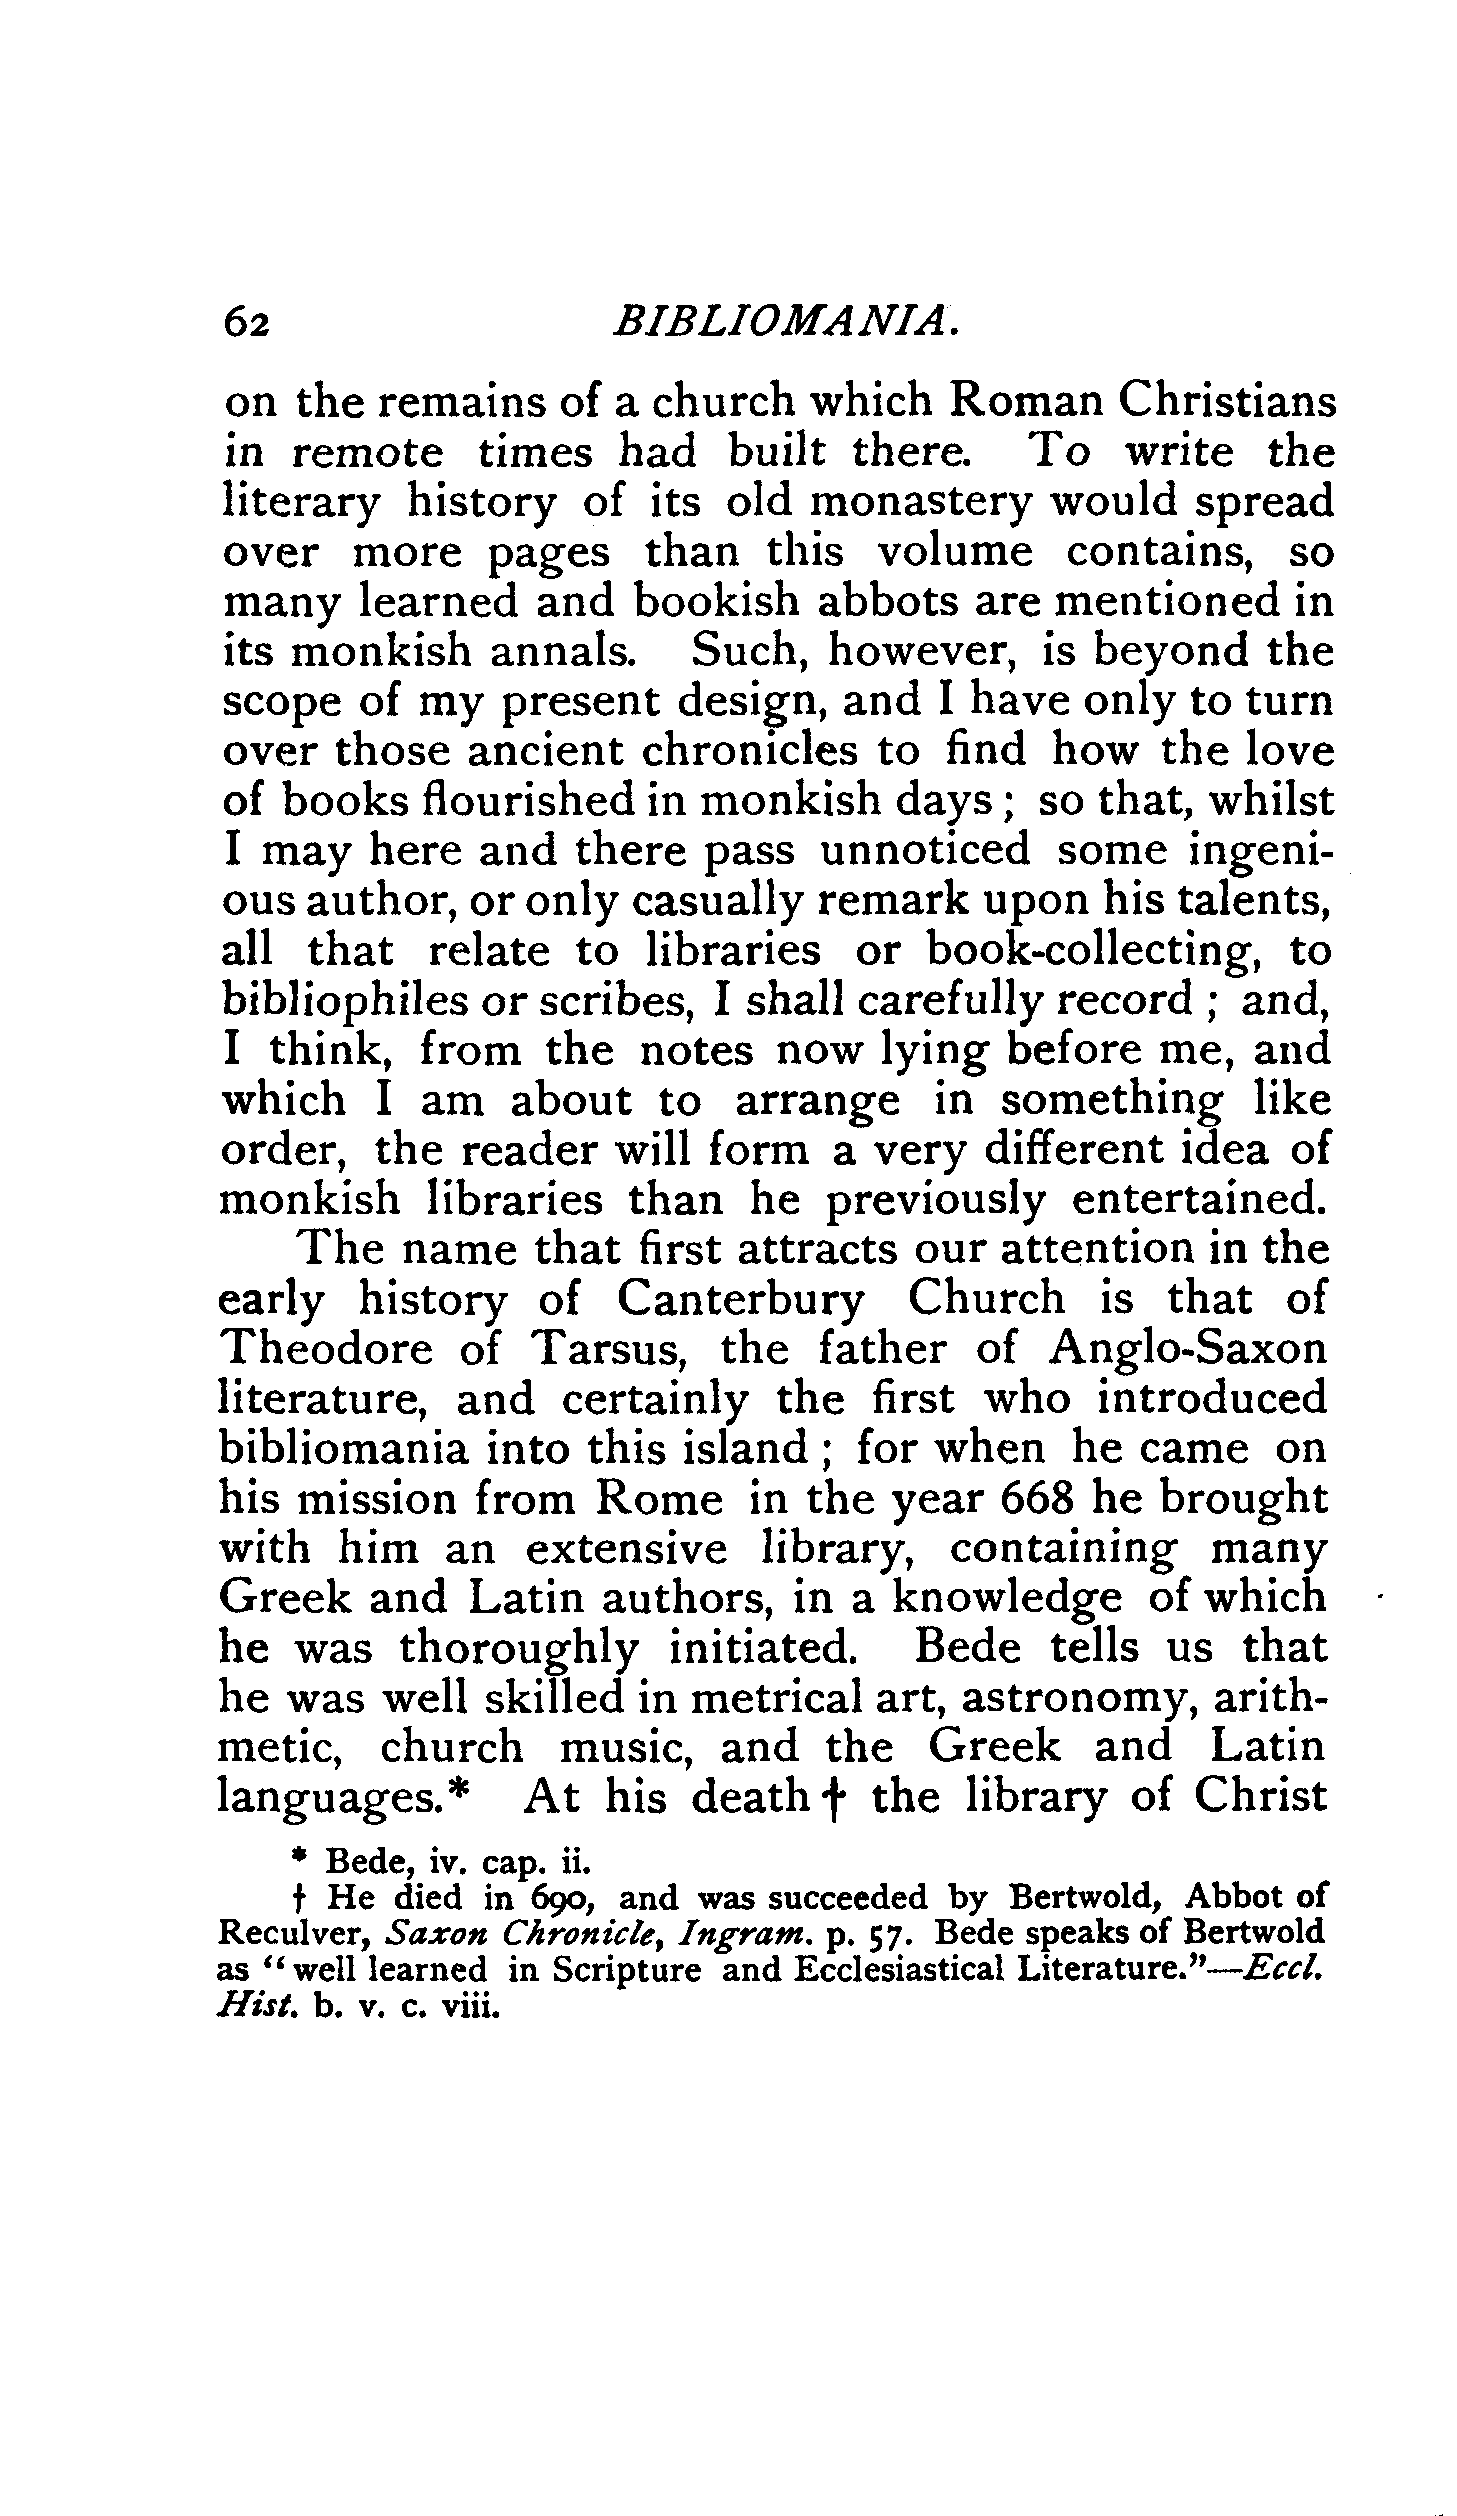 62 BIBLIOMANIA.
on the remains of a church which Roman Christians
in remote times had built there. To write the
literary history of its old monastery would spread
over more pages than this volume contains, so
many learned and bookish abbots are mentioned in
its monkish annals. Such, however, is beyond the
scope of my present design, and I have only to turn
over those ancient chronicles to find how the love
of books flourished in monkish days ; so that, whilst
I may here and there pass unnoticed some ingeni-
ous author, or only casually remark upon his talents,
all that relate to libraries or book-collecting, to
bibliophiles or scribes, I shall carefully record ; and,
I think, from the notes now lying before me, and
which I am about to arrange in something like
order, the reader will form a very different idea of
monkish libraries than he previously entertained.
The name that first attracts our attention in the
early history of Canterbury Church is that of
Theodore of Tarsus, the father of Anglo-Saxon
literature, and certainly the first who introduced
bibliomania into this island ; for when he came on
his mission from Rome in the year 668 he brought
with him an extensive library, containing many
Greek and Latin authors, in a knowledge of which
he was thoroughly initiated. Bede tells us that
he was well skilled in metrical art, astronomy, arith-
metic, church music, and the Greek and Latin
languages.* At his death † the library of Christ
* Bede, iv. cap. ii.
† He died in 690, and was succeeded by Bertwold, Abbot of
Reculver, Saxon Chronicle, Ingram. p. 57. Bede speaks of Bertwold
as “well learned in Scripture and Ecclesiastical Literature.”—Eccl.
Hist. b. v. c. viii.